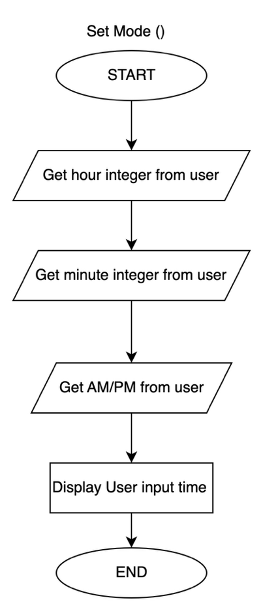 Set Mode ()
START
Get hour integer from user
Get minute integer from user
Get AM/PM from user
Display User input time
END